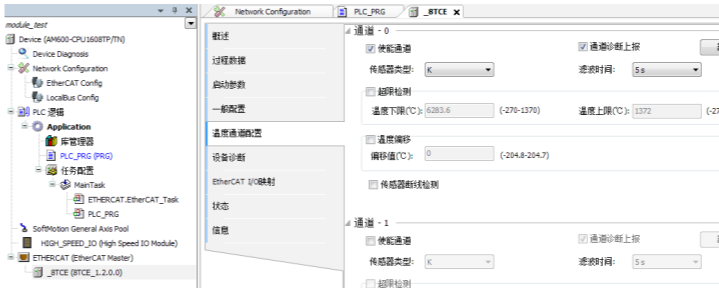 Network Configuration
PLC_PRG
_8TCE
module_test
Device (AM600-CPU1608TP/TN)
Device Diagnosis
Network Configuration
EtherCAT Config
LocalBus Config
PLC 逻辑
Application
库管理器
PLC_PRG (PRG)
任务配置
MainTask
ETHERCAT.EtherCAT_Task
PLC_PRG
SoftMotion General Axis Pool
HIGH_SPEED_IO (High Speed IO Module)
ETHERCAT (EtherCAT Master)
_8TCE (8TCE_1.2.0.0)
概述
过程数据
启动参数
一般配置
温度通道配置
设备诊断
EtherCAT I/O映射
状态
信息
通道 - 0
使能通道 通道诊断上报
传感器类型: K 滤波时间: 5 s
超限检测
温度下限(℃): 6283.6 (-270-1370) 温度上限(℃): 1372 (-27
温度偏移
偏移值(℃): 0 (-204.8-204.7)
传感器断线检测
通道 - 1
使能通道 通道诊断上报
传感器类型: K 滤波时间: 5 s
超限检测